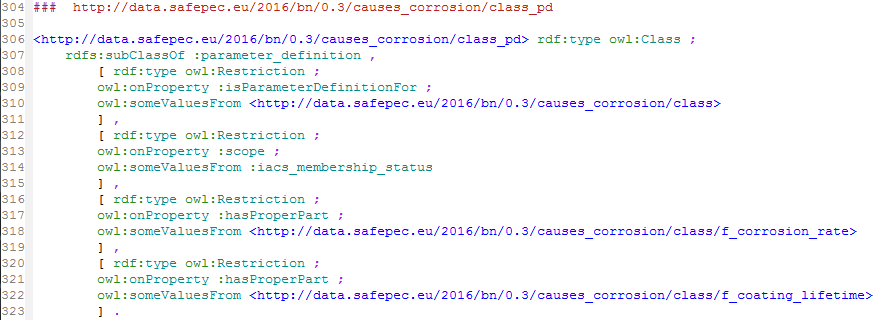 304 ###  http://data.safepec.eu/2016/bn/0.3/causes_corrosion/class_pd
305
306 <http://data.safepec.eu/2016/bn/0.3/causes_corrosion/class_pd> rdf:type owl:Class ;
307     rdfs:subClassOf :parameter_definition ,
308         [ rdf:type owl:Restriction ;
309         owl:onProperty :isParameterDefinitionFor ;
310         owl:someValuesFrom <http://data.safepec.eu/2016/bn/0.3/causes_corrosion/class>
311         ] ,
312         [ rdf:type owl:Restriction ;
313         owl:onProperty :scope ;
314         owl:someValuesFrom :iacs_membership_status
315         ] ,
316         [ rdf:type owl:Restriction ;
317         owl:onProperty :hasProperPart ;
318         owl:someValuesFrom <http://data.safepec.eu/2016/bn/0.3/causes_corrosion/class/f_corrosion_rate>
319         ] ,
320         [ rdf:type owl:Restriction ;
321         owl:onProperty :hasProperPart ;
322         owl:someValuesFrom <http://data.safepec.eu/2016/bn/0.3/causes_corrosion/class/f_coating_lifetime>
323         ] .